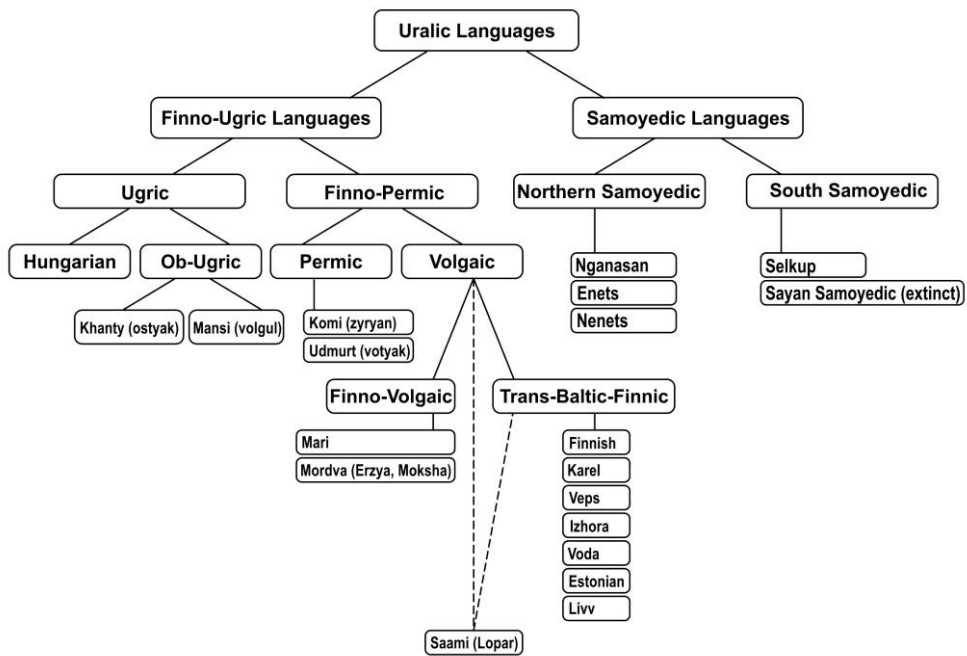 Uralic Languages
Finno-Ugric Languages
Samoyedic Languages
Ugric
Finno-Permic
Northern Samoyedic
South Samoyedic
Hungarian
Ob-Ugric
Permic
Volgaic
Nganasan
Enets
Nenets
Selkup
Sayan Samoyedic (extinct)
Khanty (ostyak)
Mansi (volgul)
Komi (zyryan)
Udmurt (votyak)
Finno-Volgaic
Trans-Baltic-Finnic
Mari
Mordva (Erzya, Moksha)
Finnish
Karel
Veps
Izhora
Voda
Estonian
Livv
Saami (Lopar)